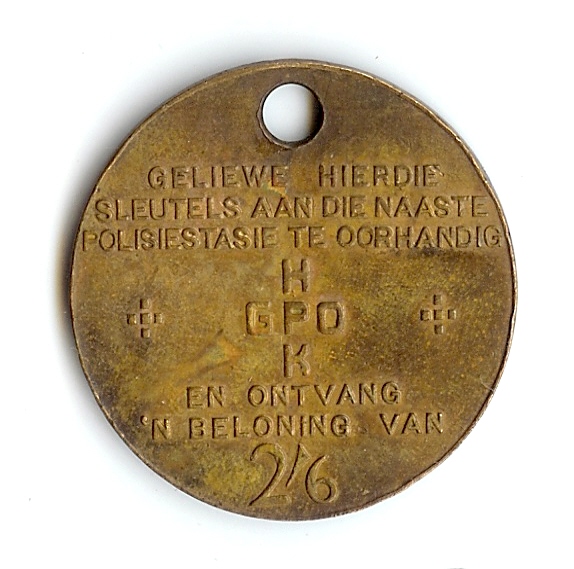 GELIEWE HIERDIE
SLEUTELS AAN DIE NAASTE
POLISIESTASIE TE OORHANDIG
H
GPO
K
EN ONTVANG
'N BELONING VAN
2/6